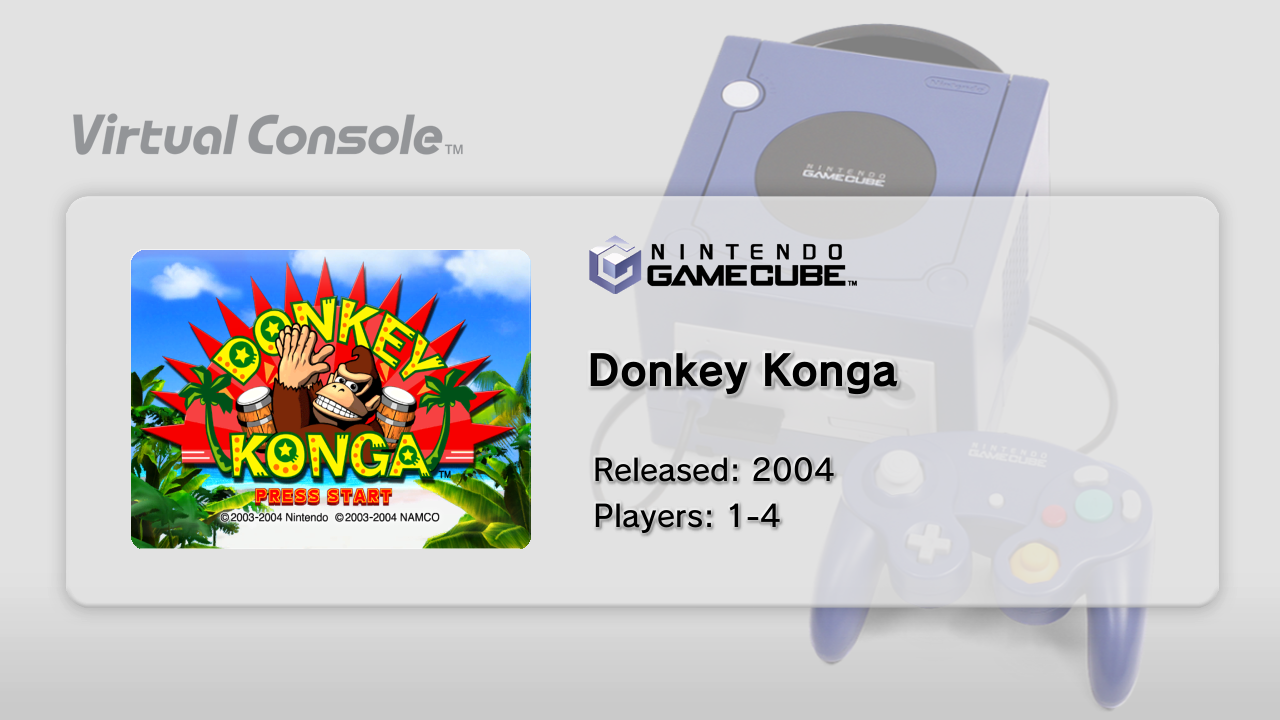 Nintendo
Virtual Console™
NINTENDO
GAMECUBE
NINTENDO
GAMECUBE™
DONKEY
KONGA™
PRESS START
©2003-2004 Nintendo ©2003-2004 NAMCO
Donkey Konga
Released: 2004
Players: 1-4
NINTENDO
GAMECUBE